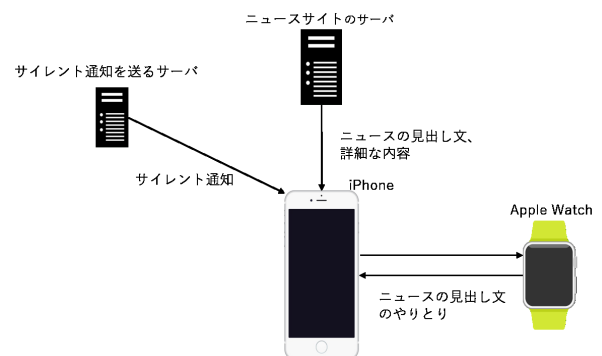 ニュースサイトのサーバ
サイレント通知を送るサーバ
ニュースの見出し文、
詳細な内容
サイレント通知
iPhone
Apple Watch
ニュースの見出し文
のやりとり